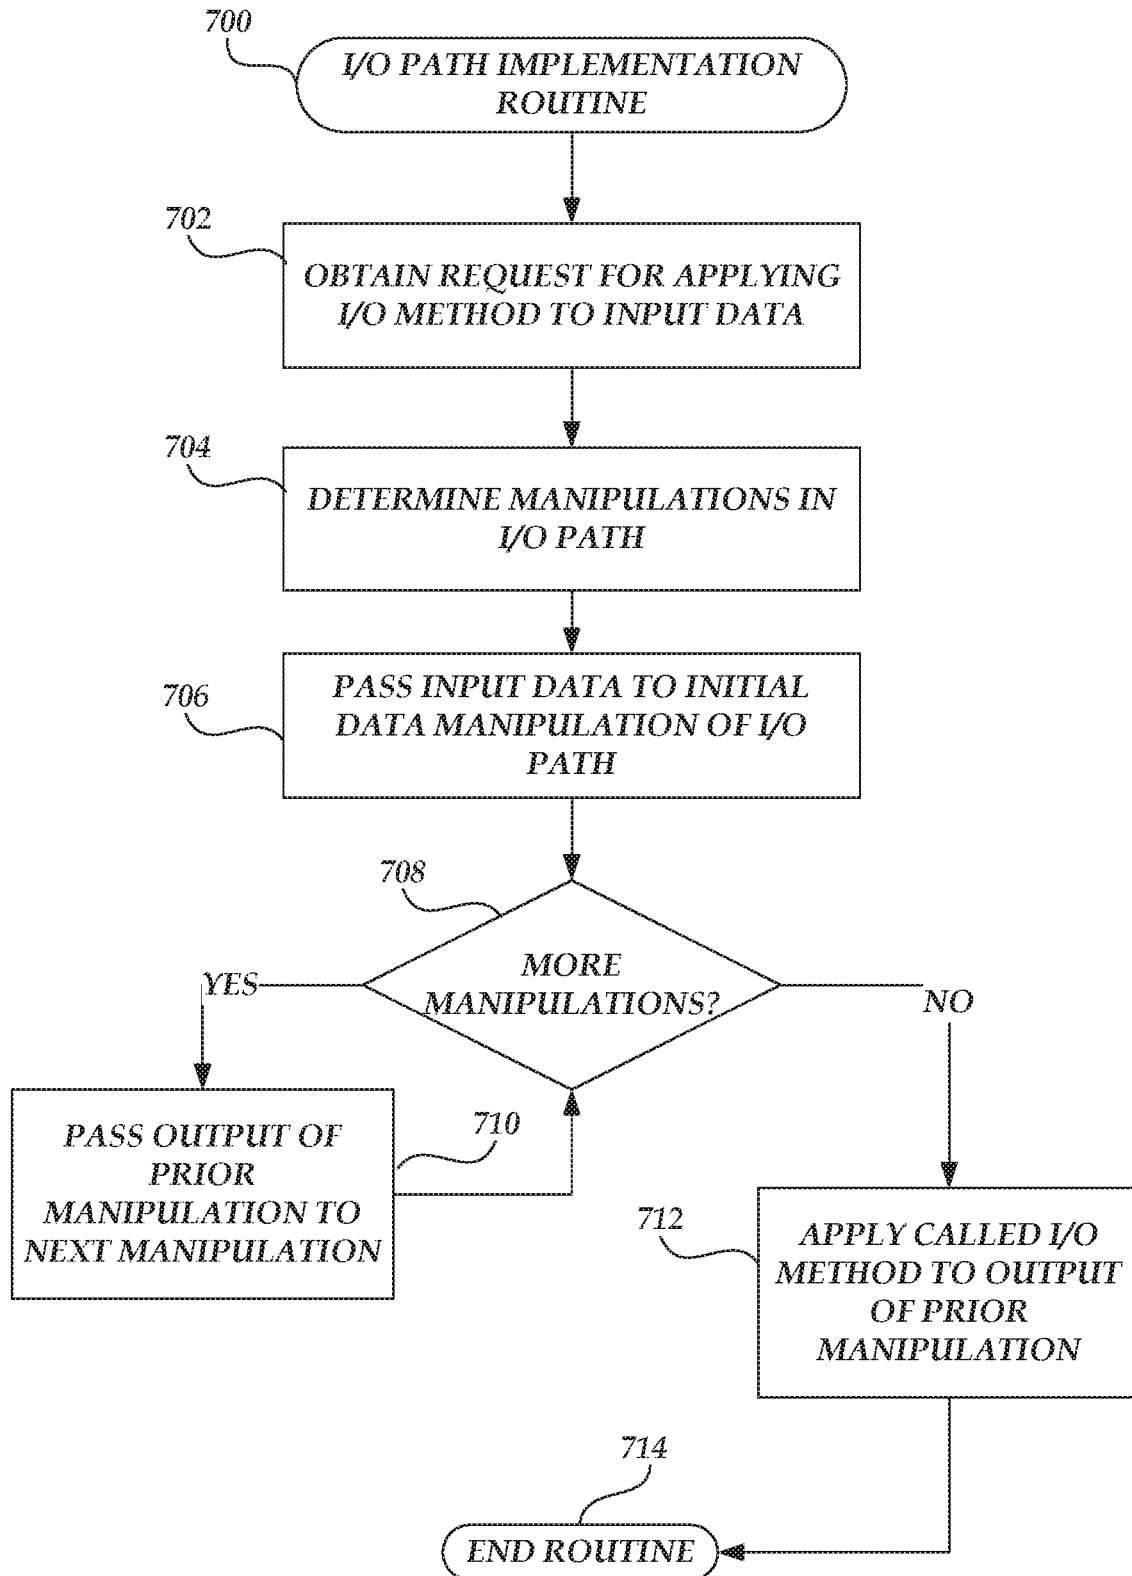 700
I/O PATH IMPLEMENTATION
ROUTINE
702
OBTAIN REQUEST FOR APPLYING
I/O METHOD TO INPUT DATA
704
DETERMINE MANIPULATIONS IN
I/O PATH
706
PASS INPUT DATA TO INITIAL
DATA MANIPULATION OF I/O
PATH
708
MORE
MANIPULATIONS?
YES
NO
710
PASS OUTPUT OF
PRIOR
MANIPULATION TO
NEXT MANIPULATION
712
APPLY CALLED I/O
METHOD TO OUTPUT
OF PRIOR
MANIPULATION
714
END ROUTINE